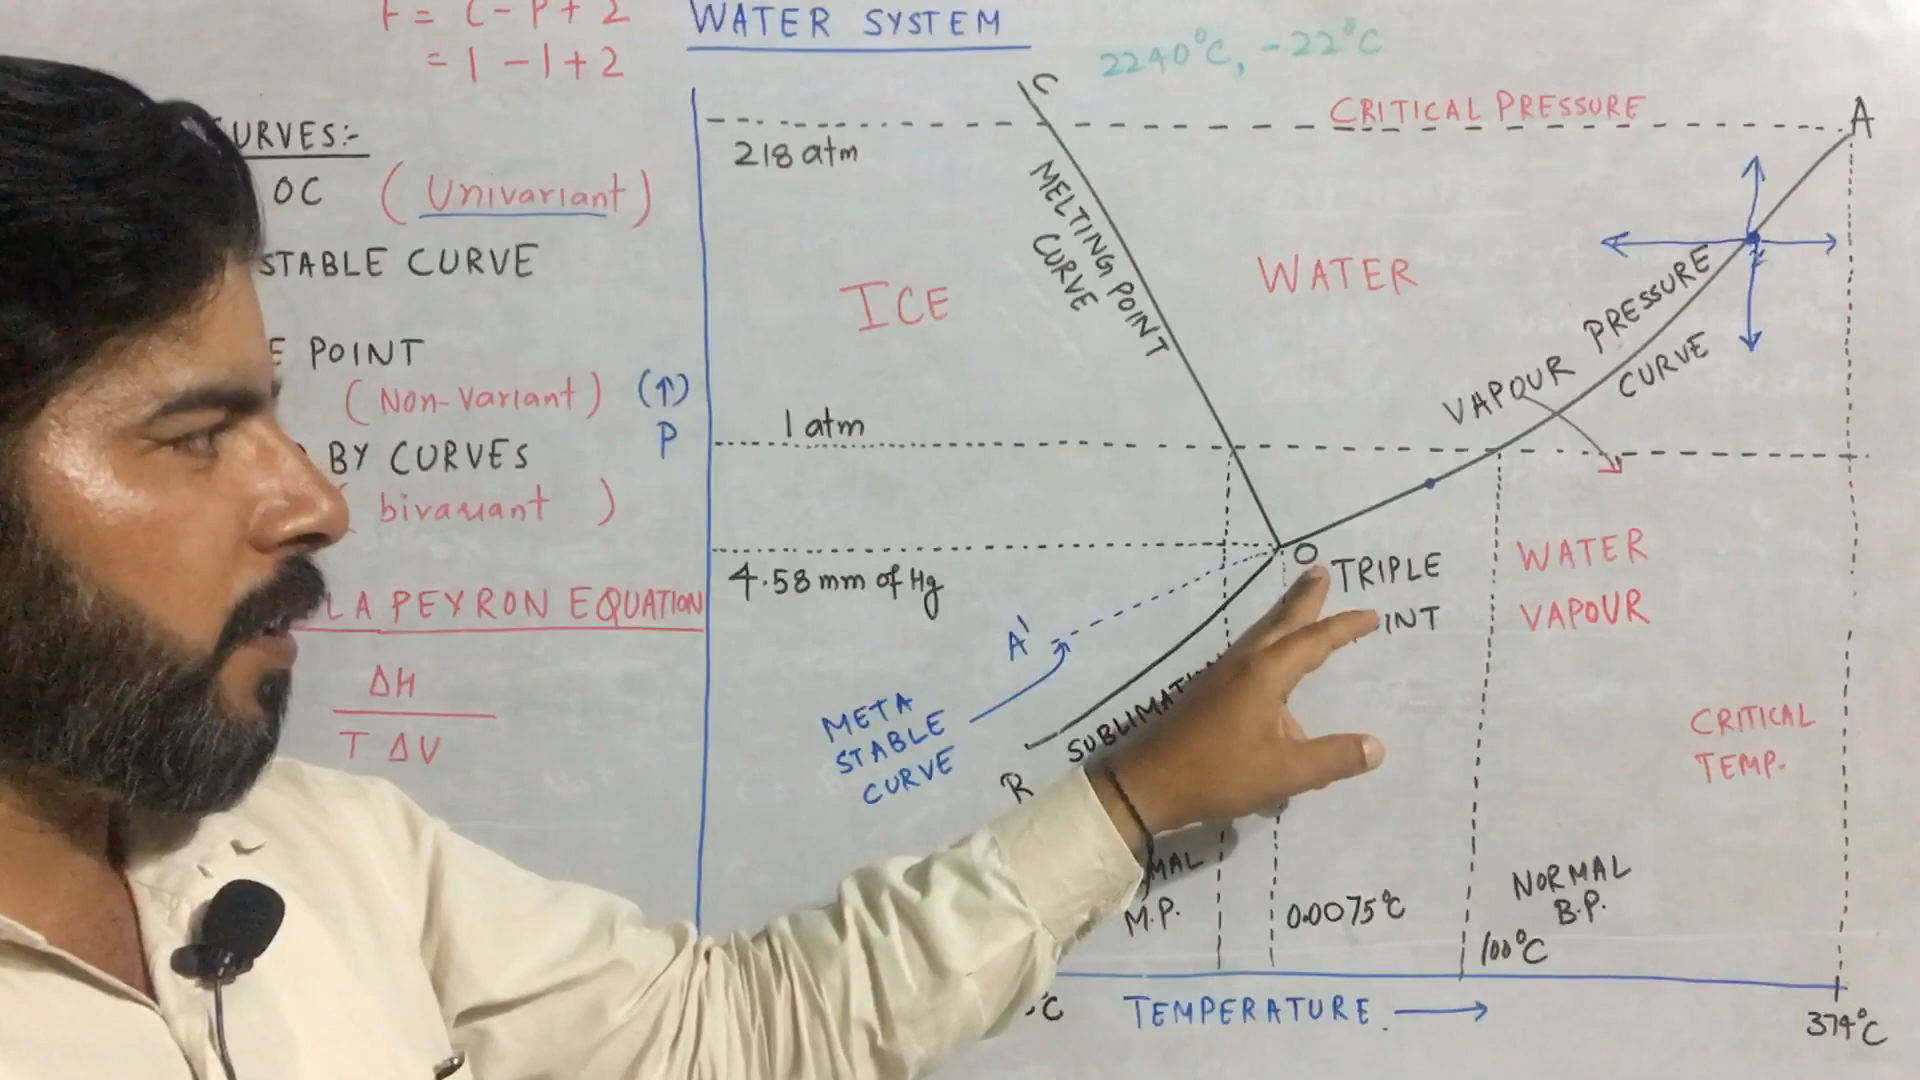 WATER SYSTEM
F = C - P + 2
= 1 - 1 + 2
2240°C, -22°C
URVES:-
OC (Univariant)
STABLE CURVE
E POINT
(Non-Variant)
BY CURVES
( bivariant )
LAPEYRON EQUATION
ΔH
T ΔV
(↑)
P
C
CRITICAL PRESSURE
A
218 atm
MELTING POINT
CURVE
ICE
WATER
VAPOUR PRESSURE
CURVE
1 atm
O
TRIPLE
INT
4.58 mm of Hg
WATER
VAPOUR
A'
META
STABLE
CURVE
SUBLIMATI
R
CRITICAL
TEMP.
MAL
M.P.
0.0075°C
NORMAL
B.P.
100°C
°C
TEMPERATURE →
374°C